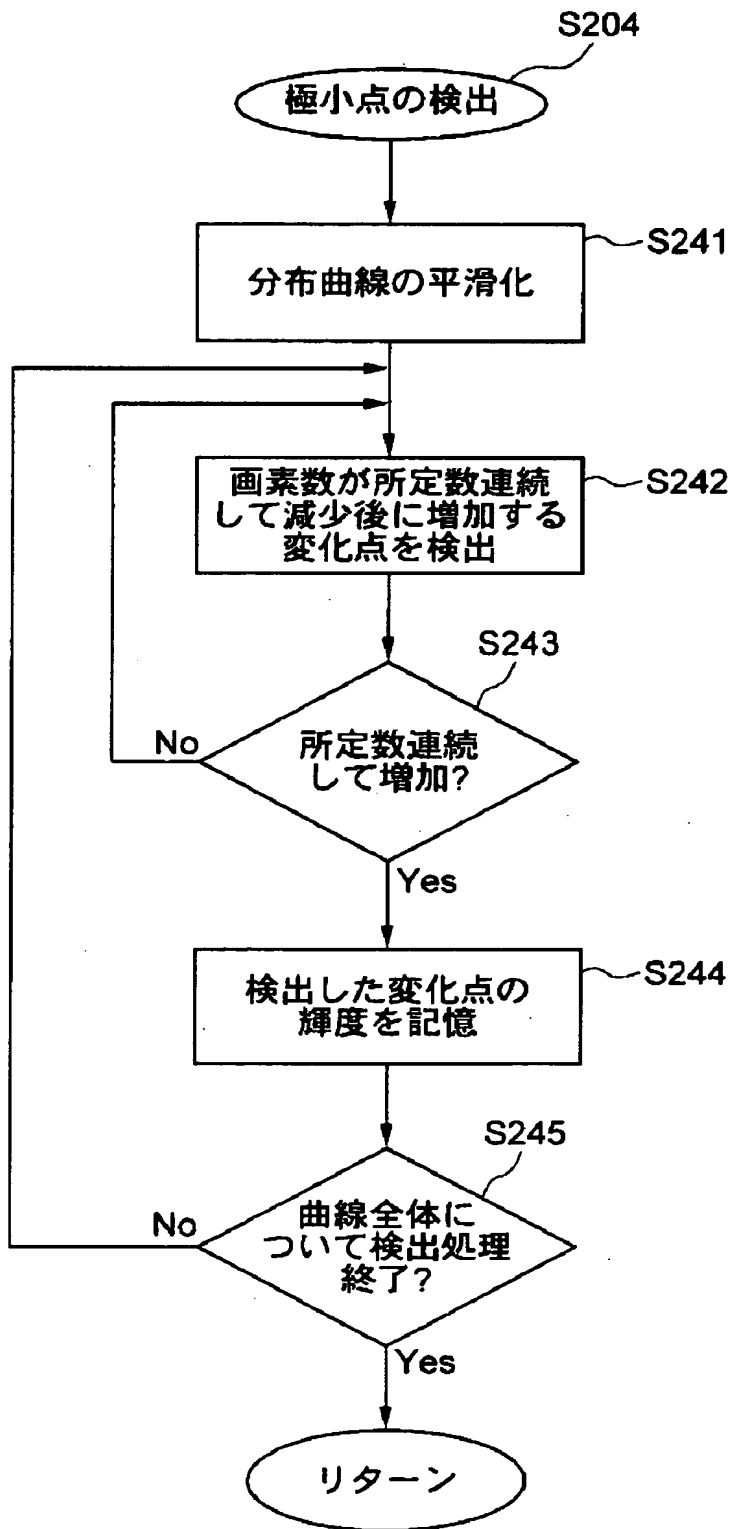 S204
極小点の検出
S241
分布曲線の平滑化
S242
画素数が所定数連続
して減少後に増加する
変化点を検出
S243
所定数連続
して増加?
No
Yes
S244
検出した変化点の
輝度を記憶
S245
曲線全体に
ついて検出処理
終了?
No
Yes
リターン